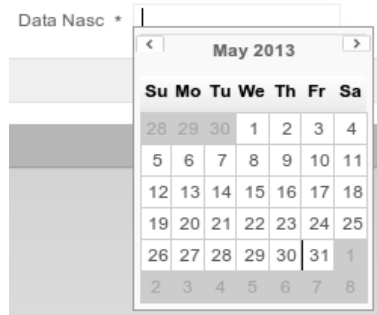 Data Nasc *
< May 2013 >
Su Mo Tu We Th Fr Sa
28 29 30 1 2 3 4
5 6 7 8 9 10 11
12 13 14 15 16 17 18
19 20 21 22 23 24 25
26 27 28 29 30 31 1
2 3 4 5 6 7 8